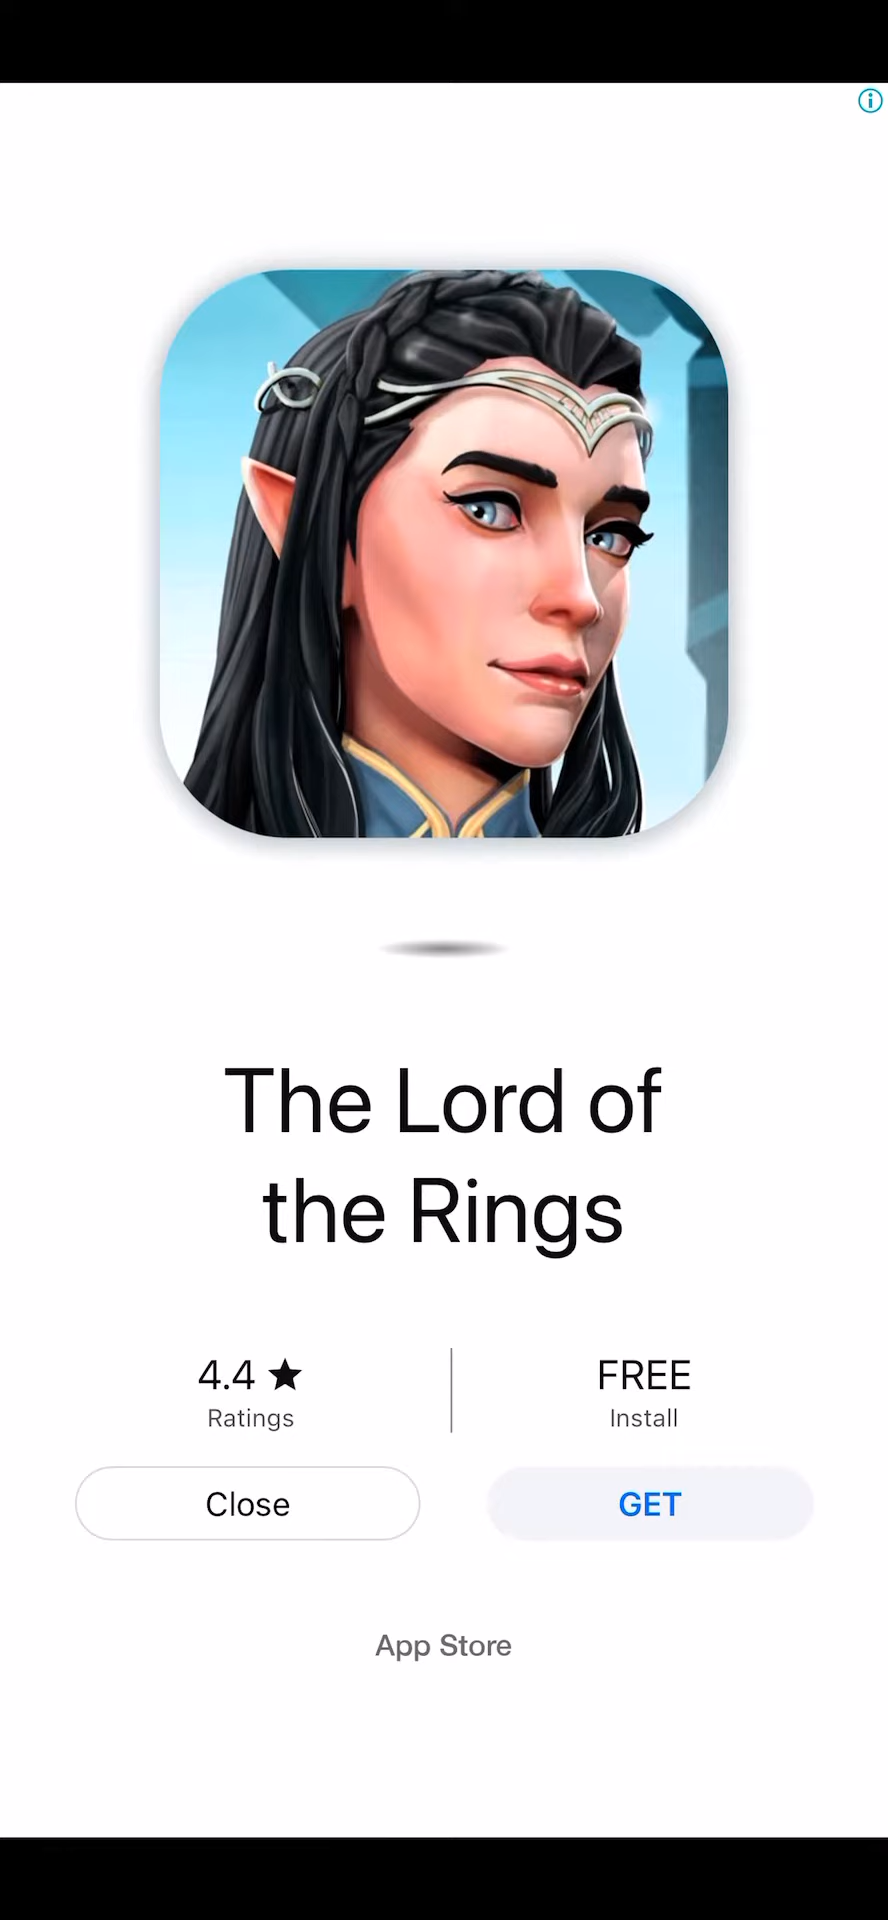 The Lord of
the Rings
4.4 ★
Ratings
FREE
Install
Close
GET
App Store